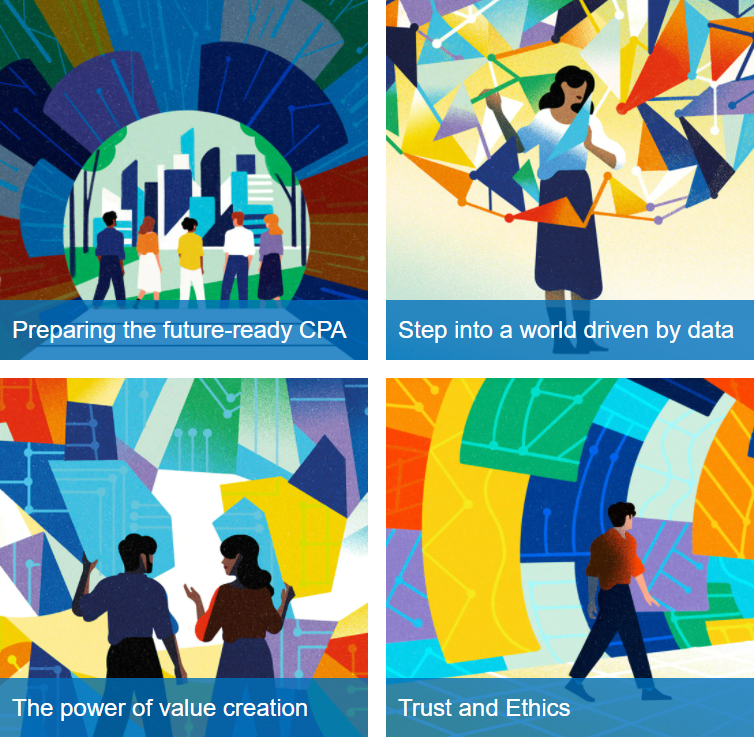 Preparing the future-ready CPA
Step into a world driven by data
The power of value creation
Trust and Ethics